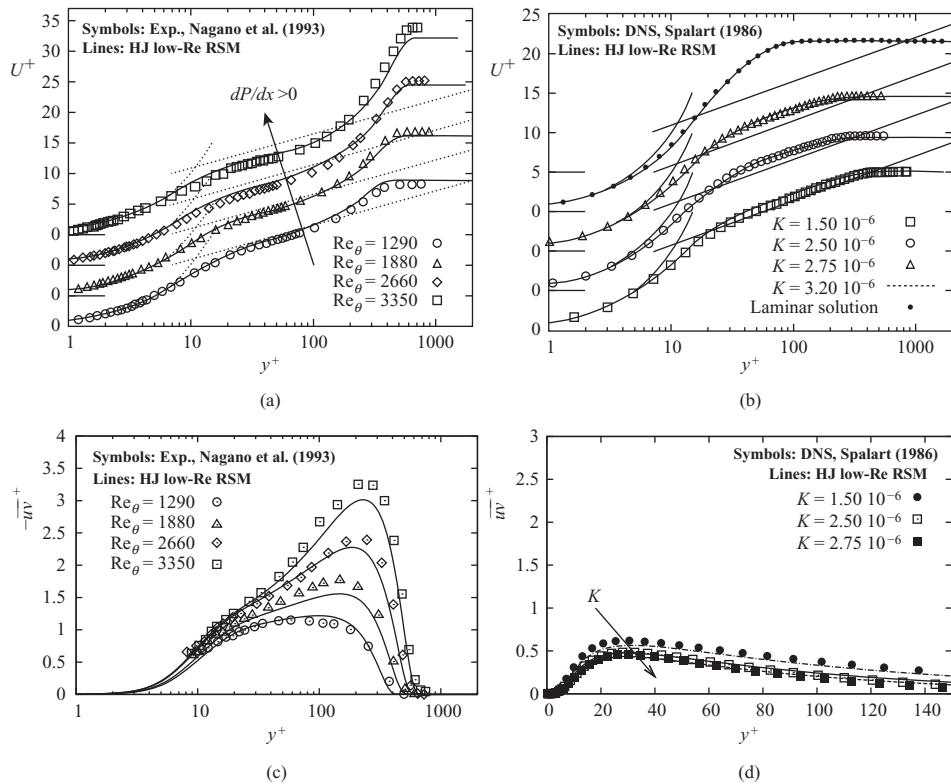 Symbols: Exp., Nagano et al. (1993)
Lines: HJ low-Re RSM
U+
35
30
25
20
15
10
5
0
0
0
0
dP/dx>0
Reθ = 1290
Reθ = 1880
Reθ = 2660
Reθ = 3350
1
10
100
1000
y+
(a)
Symbols: DNS, Spalart (1986)
Lines: HJ low-Re RSM
U+
25
20
15
10
5
0
0
0
0
K = 1.50 10−6
K = 2.50 10−6
K = 2.75 10−6
K = 3.20 10−6
Laminar solution
1
10
100
1000
y+
(b)
Symbols: Exp., Nagano et al. (1993)
Lines: HJ low-Re RSM
Reθ = 1290
Reθ = 1880
Reθ = 2660
Reθ = 3350
−uv+
4
3.5
3
2.5
2
1.5
1
0.5
0
1
10
100
1000
y+
(c)
Symbols: DNS, Spalart (1986)
Lines: HJ low-Re RSM
K = 1.50 10−6
K = 2.50 10−6
K = 2.75 10−6
uv+
3
2.5
2
1.5
1
0.5
0
K
0
20
40
60
80
100
120
140
y+
(d)